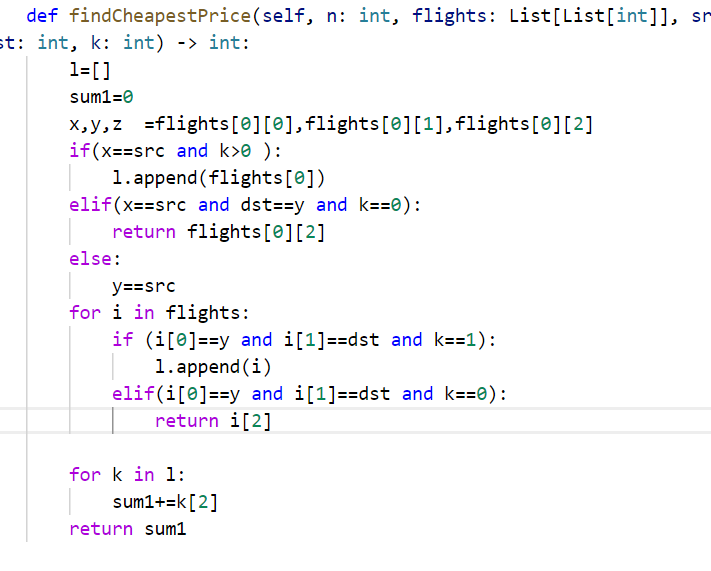 def findCheapestPrice(self, n: int, flights: List[List[int]], sr
st: int, k: int) -> int:
l=[]
sum1=0
x,y,z  =flights[0][0],flights[0][1],flights[0][2]
if(x==src and k>0 ):
l.append(flights[0])
elif(x==src and dst==y and k==0):
return flights[0][2]
else:
y==src
for i in flights:
if (i[0]==y and i[1]==dst and k==1):
l.append(i)
elif(i[0]==y and i[1]==dst and k==0):
return i[2]
for k in l:
sum1+=k[2]
return sum1